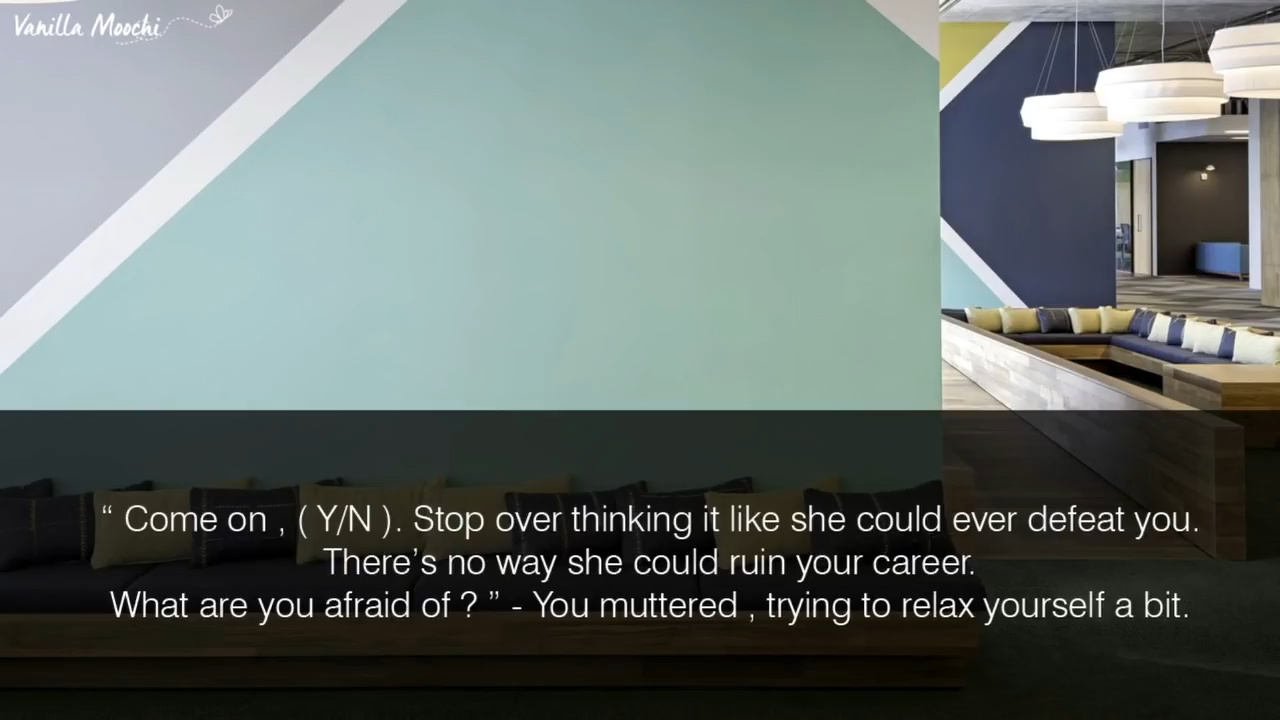 Vanilla Moochi
“ Come on , ( Y/N ). Stop over thinking it like she could ever defeat you.
There’s no way she could ruin your career.
What are you afraid of ? ” - You muttered , trying to relax yourself a bit.